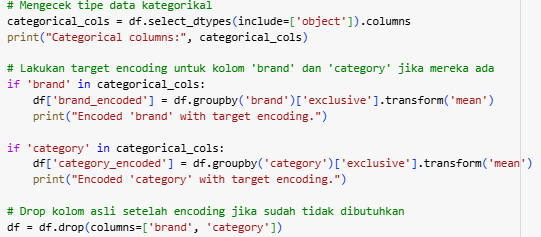 # Mengecek tipe data kategorikal
categorical_cols = df.select_dtypes(include=['object']).columns
print("Categorical columns:", categorical_cols)
# Lakukan target encoding untuk kolom 'brand' dan 'category' jika mereka ada
if 'brand' in categorical_cols:
    df['brand_encoded'] = df.groupby('brand')['exclusive'].transform('mean')
    print("Encoded 'brand' with target encoding.")
if 'category' in categorical_cols:
    df['category_encoded'] = df.groupby('category')['exclusive'].transform('mean')
    print("Encoded 'category' with target encoding.")
# Drop kolom asli setelah encoding jika sudah tidak dibutuhkan
df = df.drop(columns=['brand', 'category'])